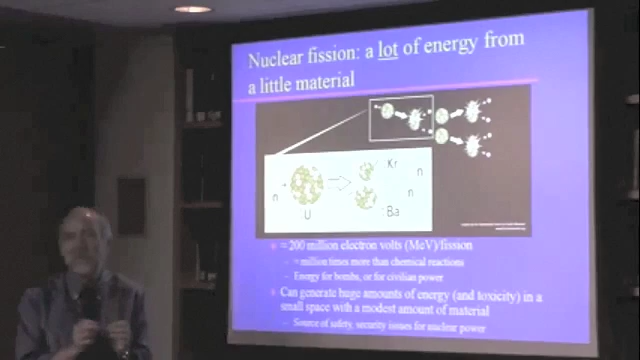 Nuclear fission: a lot of energy from
a little material
n
+
U
Kr
Ba
n
n
≈200 million electron volts (MeV)/fission
– ≈million times more than chemical reactions
– Energy for bombs, or for civilian power
Can generate huge amounts of energy (and toxicity) in a
small space with a modest amount of material
– Source of safety, security issues for nuclear power